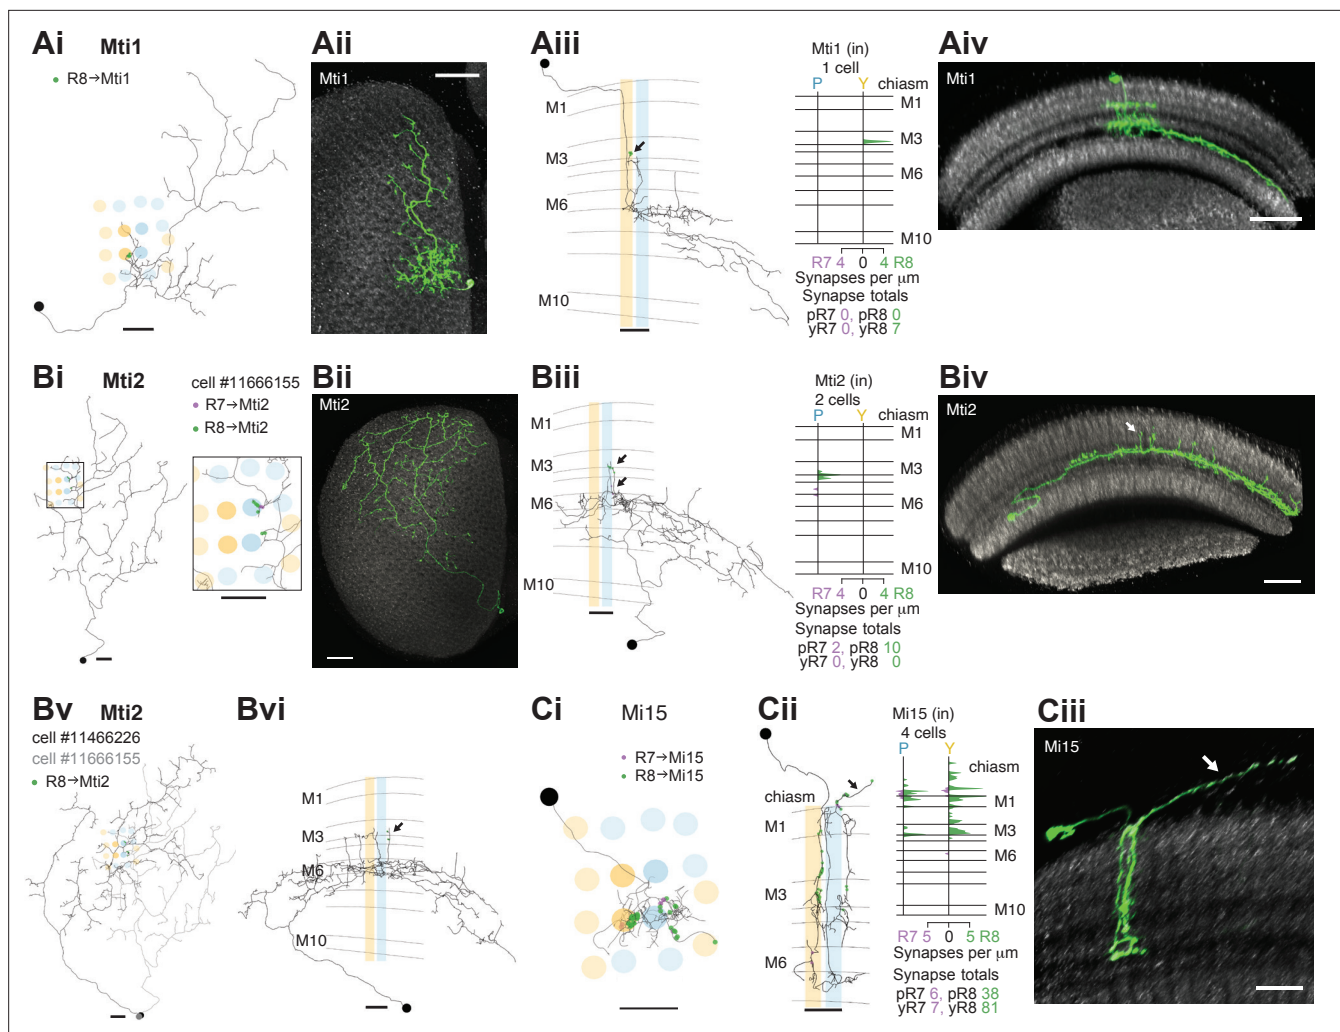 Ai Mti1
R8→Mti1
Aii
Mti1
Aiii
M1
M3
M6
M10
Mti1 (in)
1 cell
P Y chiasm
M1
M3
M6
M10
R7 4 0 4 R8
Synapses per µm
Synapse totals
pR7 0, pR8 0
yR7 0, yR8 7
Aiv
Mti1
Bi Mti2
cell #11666155
R7→Mti2
R8→Mti2
Bii
Mti2
Biii
M1
M3
M6
M10
Mti2 (in)
2 cells
P Y chiasm
M1
M3
M6
M10
R7 4 0 4 R8
Synapses per µm
Synapse totals
pR7 2, pR8 10
yR7 0, yR8 0
Biv
Mti2
Bv Mti2
cell #11466226
cell #11666155
R8→Mti2
Bvi
M1
M3
M6
M10
Ci Mi15
R7→Mi15
R8→Mi15
Cii
chiasm
M1
M3
M6
Mi15 (in)
4 cells
P Y
chiasm
M1
M3
M6
M10
R7 5 0 5 R8
Synapses per µm
Synapse totals
pR7 6, pR8 38
yR7 7, yR8 81
Ciii
Mi15